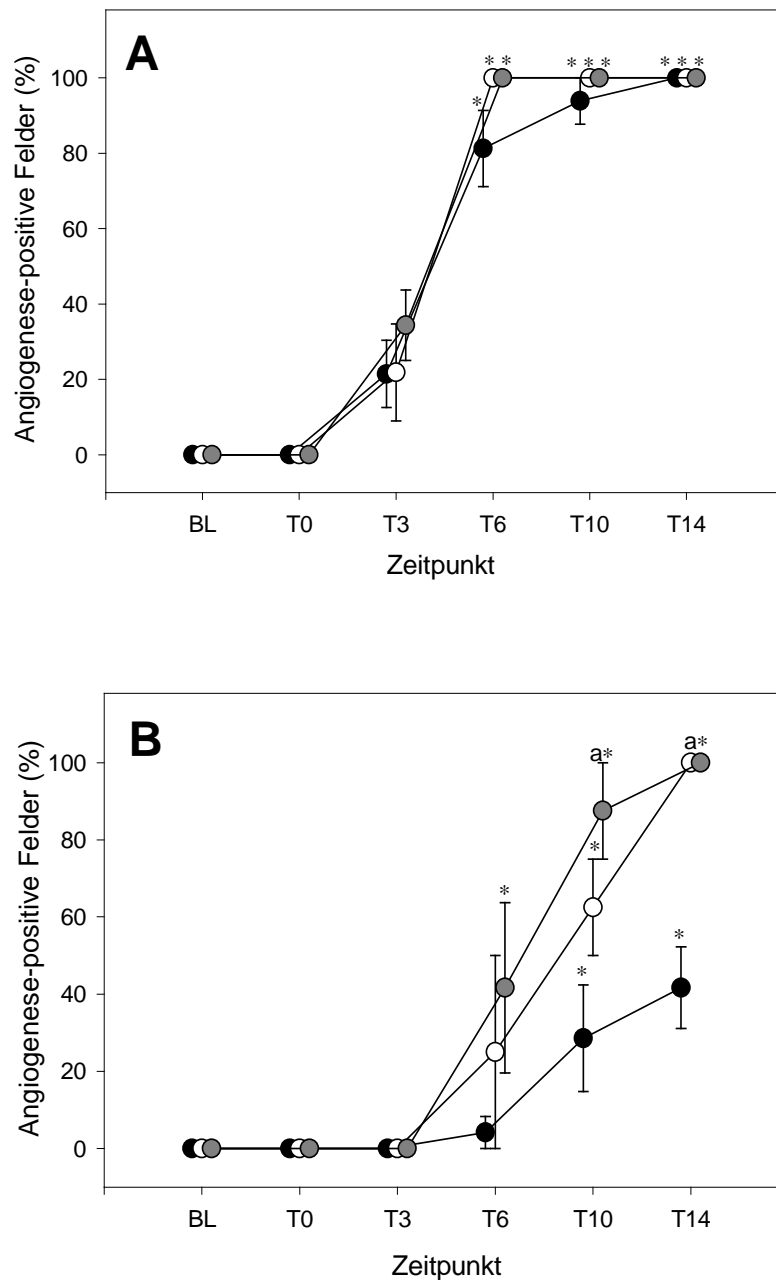 A
* *
* * *
* * *
*
100
80
60
40
20
0
Angiogenese-positive Felder (%)
BL T0 T3 T6 T10 T14
Zeitpunkt
B
a*
a*
*
*
*
*
100
80
60
40
20
0
Angiogenese-positive Felder (%)
BL T0 T3 T6 T10 T14
Zeitpunkt